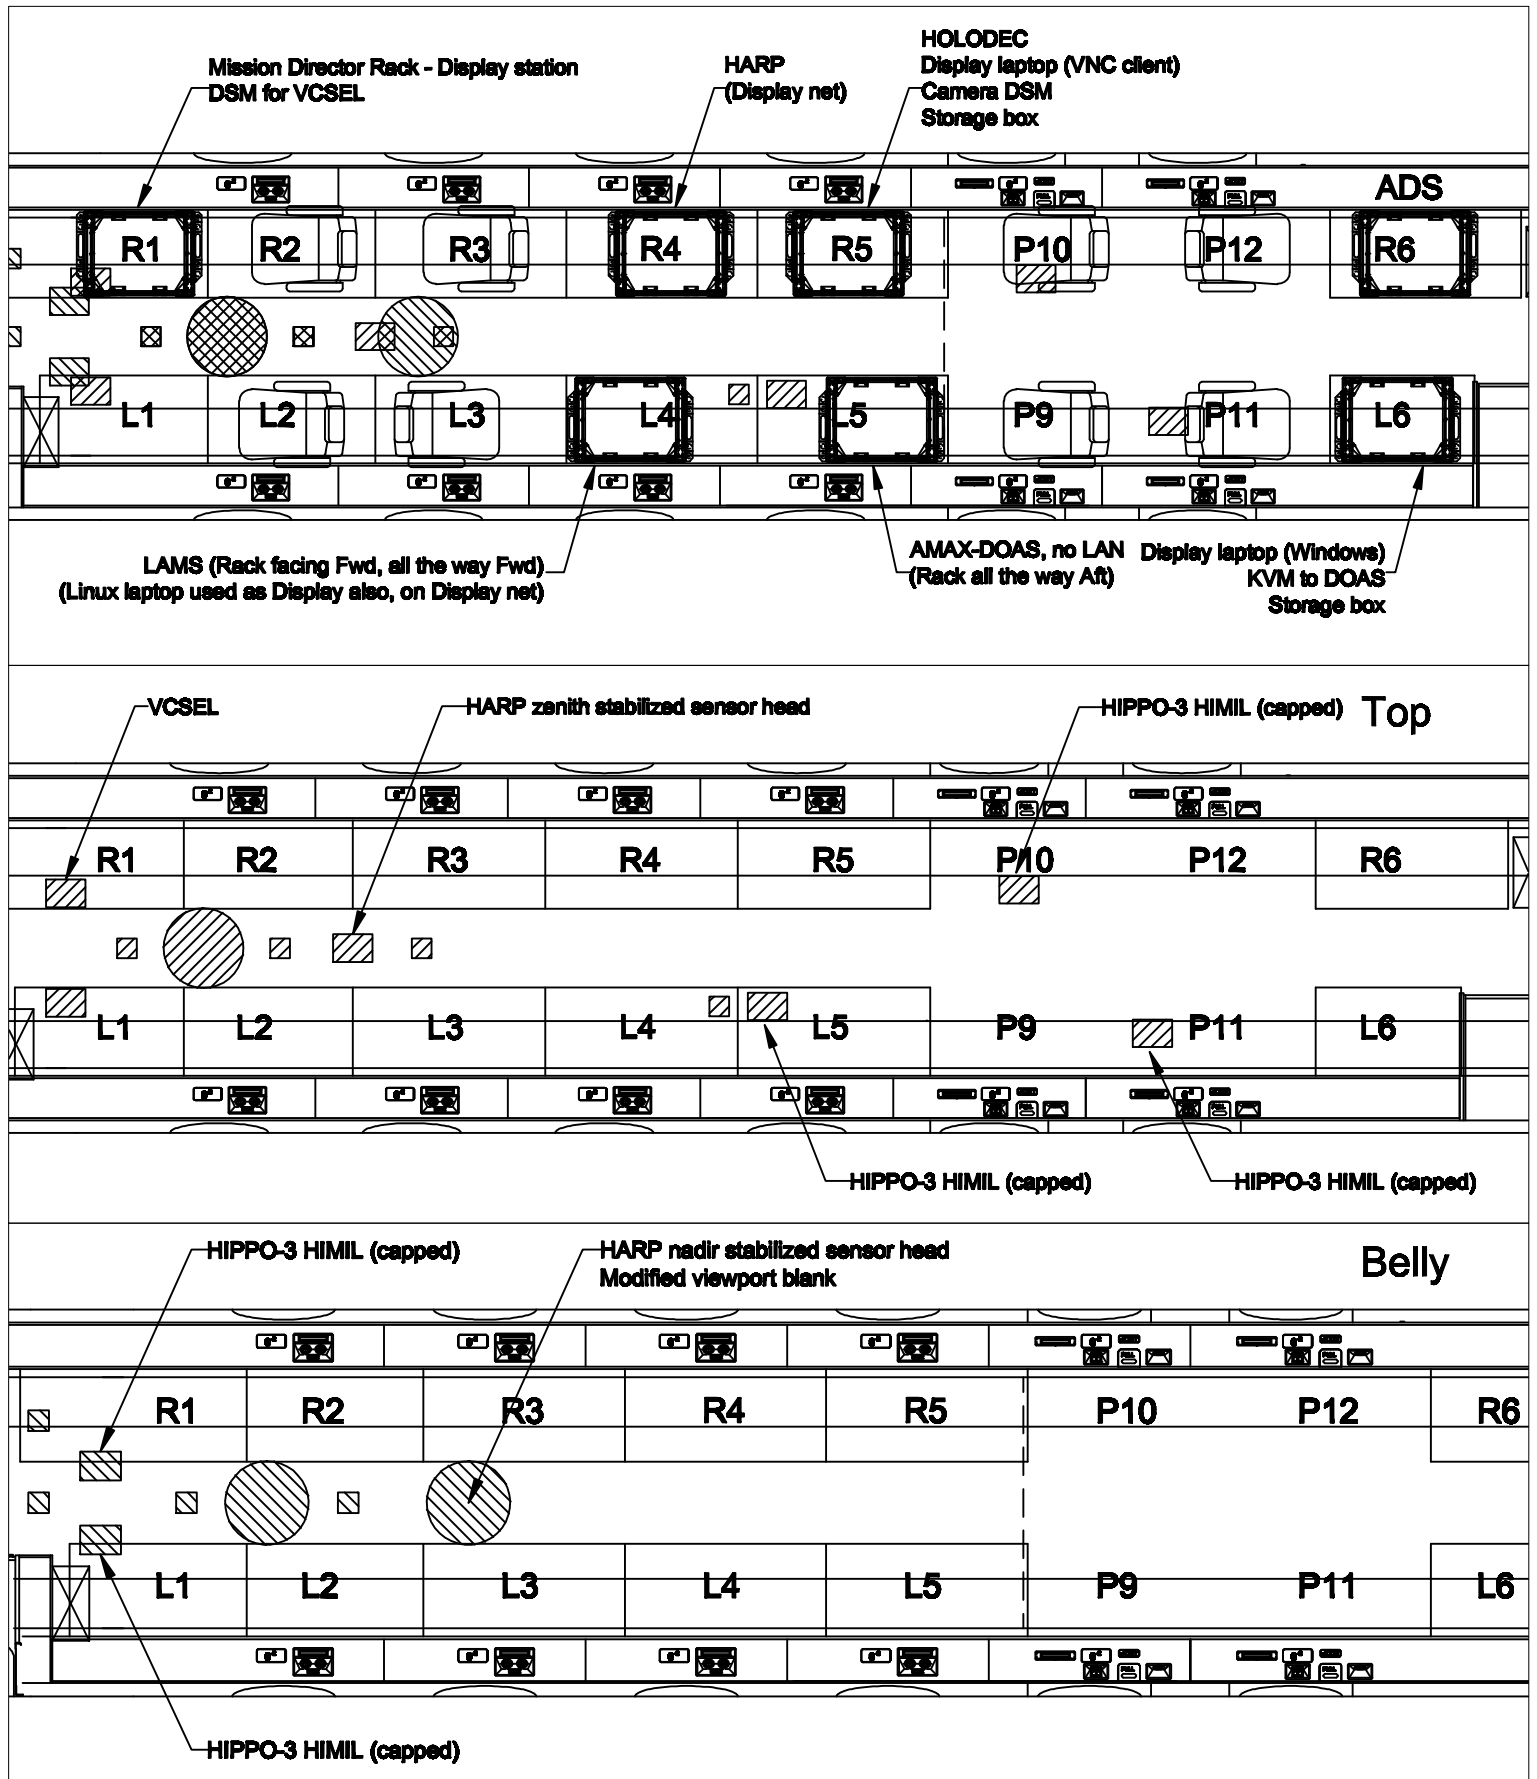 HOLODEC
Mission Director Rack - Display station
HARP
Display laptop (VNC client)
DSM for VCSEL
(Display net)
Camera DSM
Storage box
ADS
R1
R2
R3
R4
R5
P10
P12
R6
L1
L2
L3
L4
L5
P9
P11
L6
LAMS (Rack facing Fwd, all the way Fwd)
(Linux laptop used as Display also, on Display net)
AMAX-DOAS, no LAN
(Rack all the way Aft)
Display laptop (Windows)
KVM to DOAS
Storage box
VCSEL
HARP zenith stabilized sensor head
HIPPO-3 HIMIL (capped)
Top
R1
R2
R3
R4
R5
P10
P12
R6
L1
L2
L3
L4
L5
P9
P11
L6
HIPPO-3 HIMIL (capped)
HIPPO-3 HIMIL (capped)
HIPPO-3 HIMIL (capped)
HARP nadir stabilized sensor head
Modified viewport blank
Belly
R1
R2
R3
R4
R5
P10
P12
R6
L1
L2
L3
L4
L5
P9
P11
L6
HIPPO-3 HIMIL (capped)